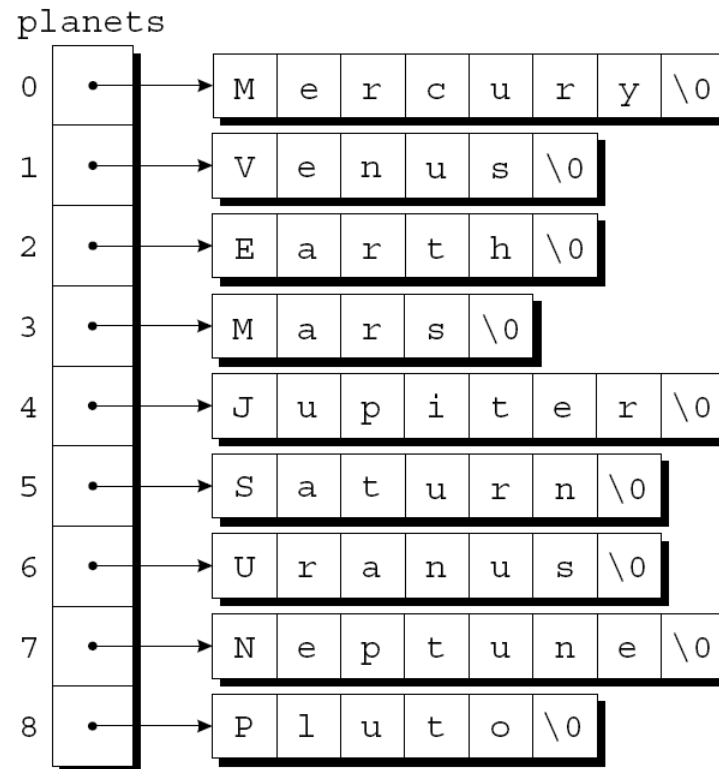 planets
0 M e r c u r y \0
1 V e n u s \0
2 E a r t h \0
3 M a r s \0
4 J u p i t e r \0
5 S a t u r n \0
6 U r a n u s \0
7 N e p t u n e \0
8 P l u t o \0